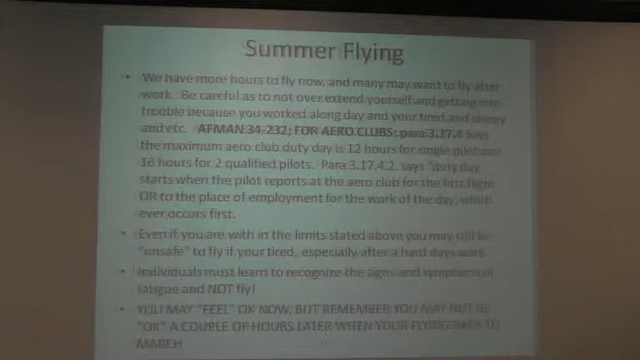 Summer Flying
• We have more hours to fly now, and many may want to fly after
work. Be careful as to not over extend yourself and getting into
trouble because you worked along day and your tired and sleepy
and etc. AFMAN 34-232; FOR AERO CLUBS: para 3.17.4 Says
the maximum aero club duty day is 12 hours for single pilot and
16 hours for 2 qualified pilots. Para 3.17.4.2. says "duty day
starts when the pilot reports at the aero club for the first flight
OR to the place of employment for the work of the day, which
ever occurs first.
• Even if you are with in the limits stated above you may still be
"unsafe" to fly if your tired, especially after a hard days work.
• Individuals must learn to recognize the signs and symptoms of
fatigue and NOT fly!
• YOU MAY "FEEL" OK NOW, BUT REMEMBER YOU MAY NOT BE
"OK" A COUPLE OF HOURS LATER WHEN YOUR FLYING BACK TO
MARCH